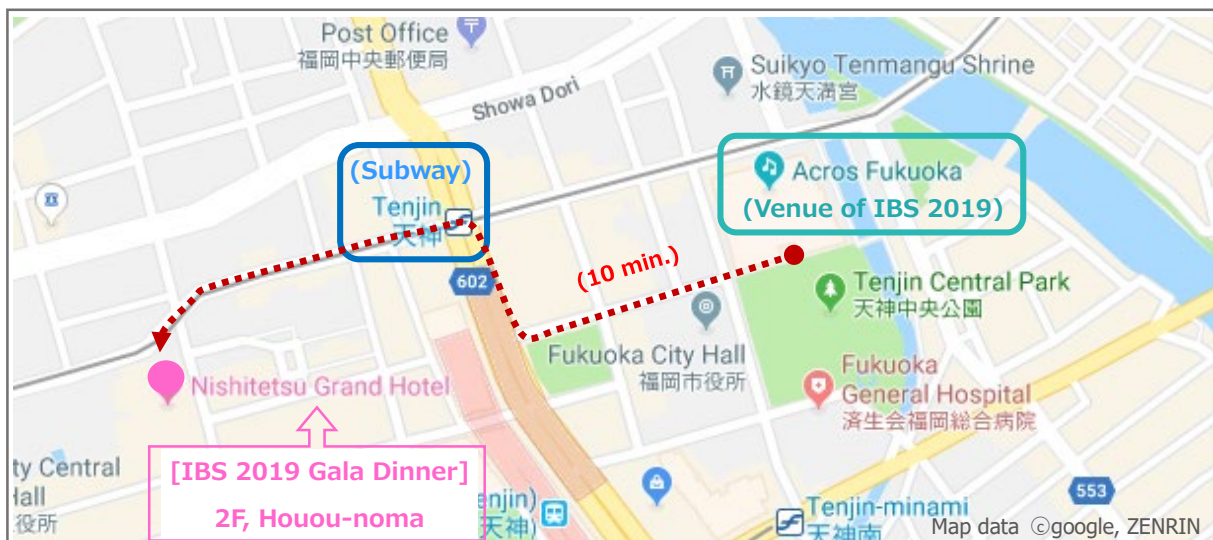 Post Office
福岡中央郵便局
Showa Dori
Suikyo Tenmangu Shrine
水鏡天満宮
(Subway)
Tenjin
天神
Acros Fukuoka
(Venue of IBS 2019)
(10 min.)
602
Tenjin Central Park
天神中央公園
Fukuoka City Hall
福岡市役所
Fukuoka
General Hospital
済生会福岡総合病院
Nishitetsu Grand Hotel
[IBS 2019 Gala Dinner]
2F, Houou-noma
ty Central
Hall
役所
enjin)
天神)
553
Tenjin-minami
天神南
Map data ©google, ZENRIN